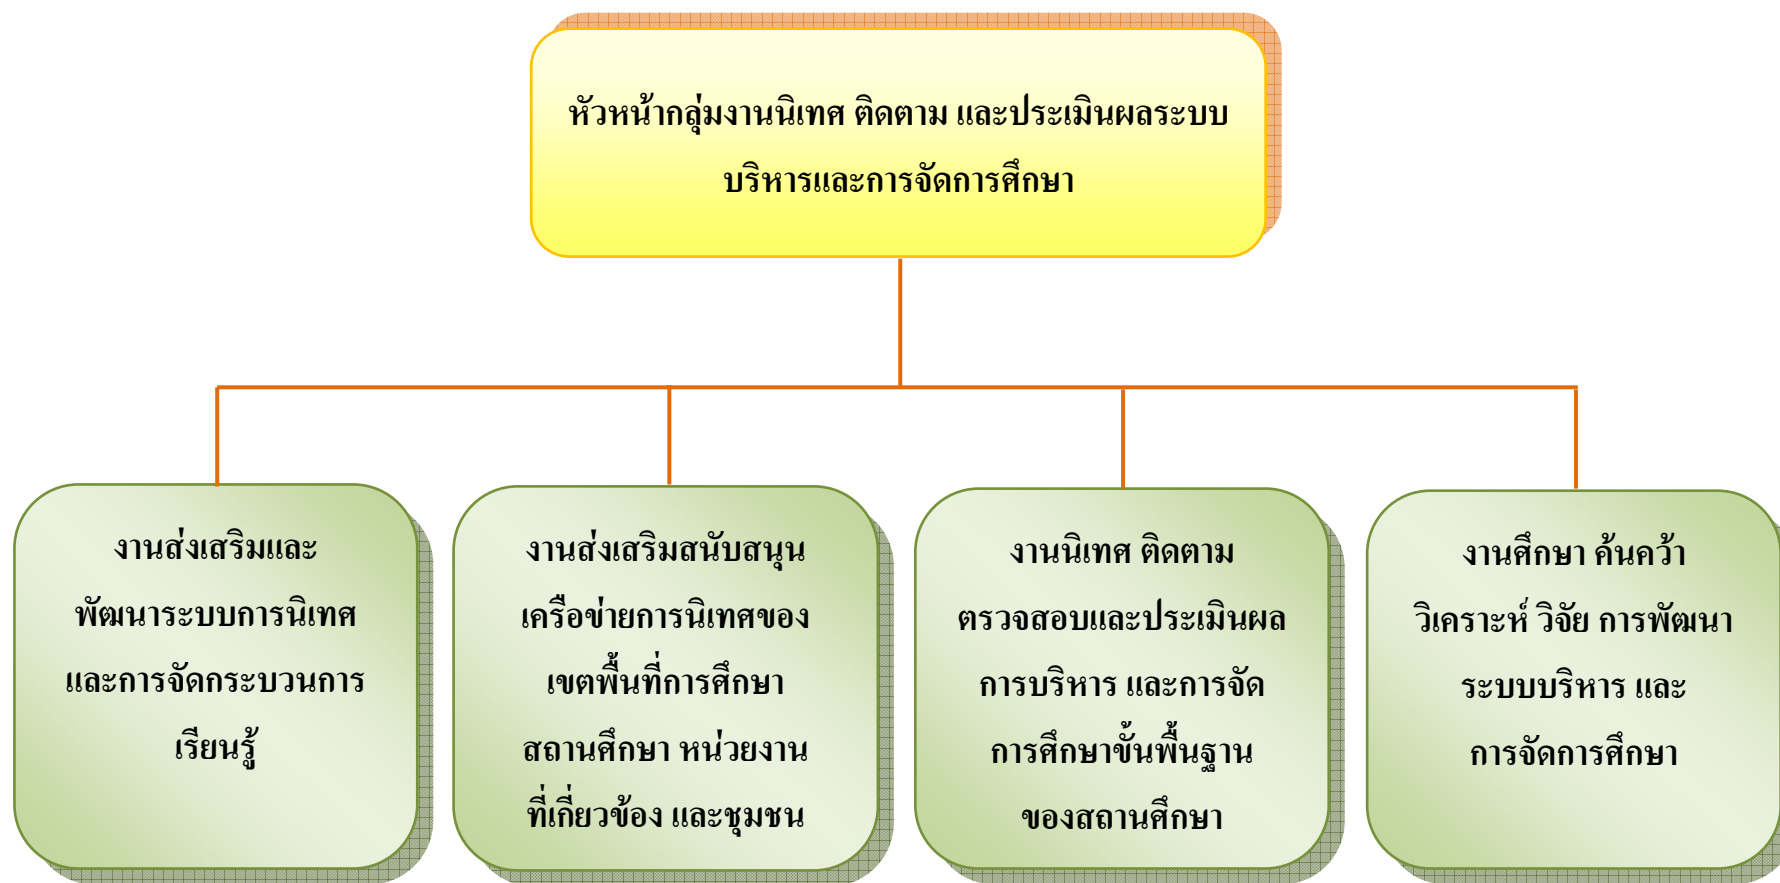 หัวหน้ากลุ่มงานนิเทศ ติดตาม และประเมินผลระบบ
บริหารและการจัดการศึกษา
งานส่งเสริมและ
พัฒนาระบบการนิเทศ
และการจัดกระบวนการ
เรียนรู้
งานส่งเสริมสนับสนุน
เครือข่ายการนิเทศของ
เขตพื้นที่การศึกษา
สถานศึกษา หน่วยงาน
ที่เกี่ยวข้อง และชุมชน
งานนิเทศ ติดตาม
ตรวจสอบและประเมินผล
การบริหาร และการจัด
การศึกษาขั้นพื้นฐาน
ของสถานศึกษา
งานศึกษา ค้นคว้า
วิเคราะห์ วิจัย การพัฒนา
ระบบบริหาร และ
การจัดการศึกษา